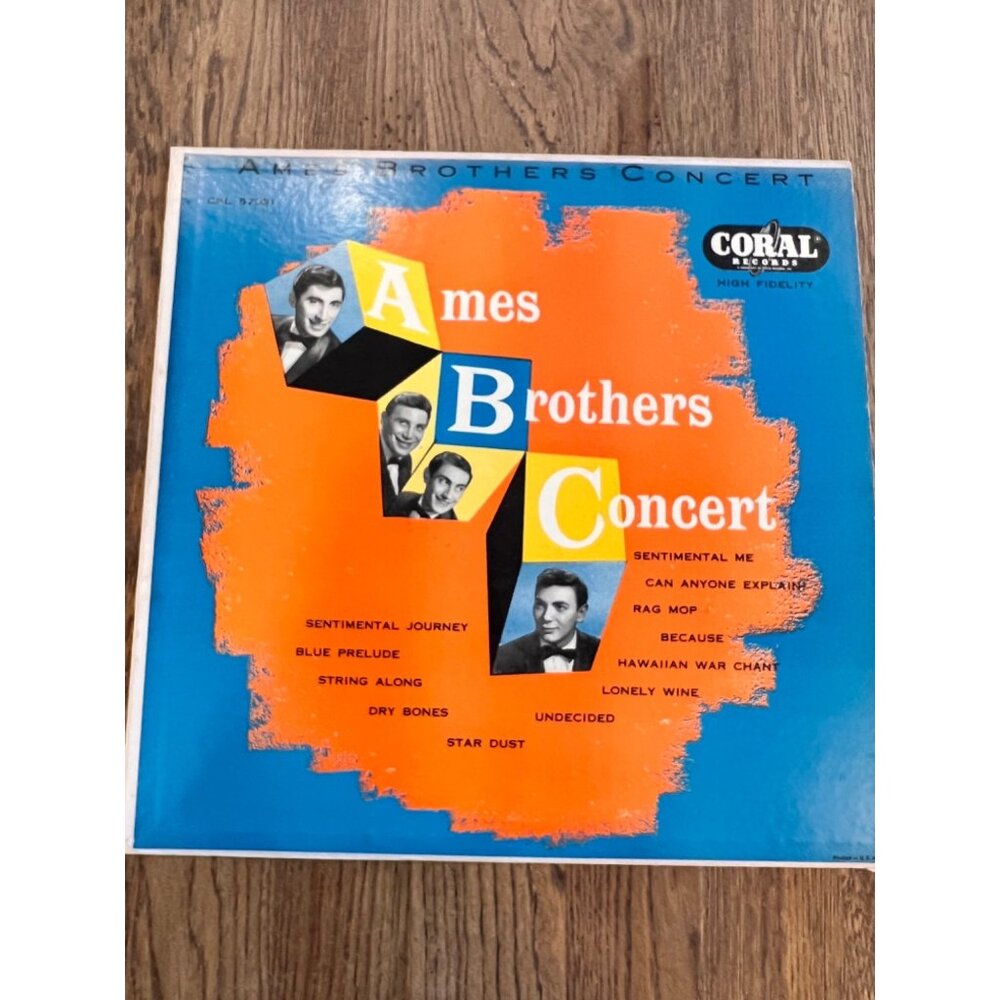 AMES BROTHERS CONCERT
CORAL
RECORDS
HIGH FIDELITY
Ames
Brothers
Concert
SENTIMENTAL ME
CAN ANYONE EXPLAIN?
RAG MOP
BECAUSE
HAWAIIAN WAR CHANT
LONELY WINE
UNDECIDED
SENTIMENTAL JOURNEY
BLUE PRELUDE
STRING ALONG
DRY BONES
STAR DUST